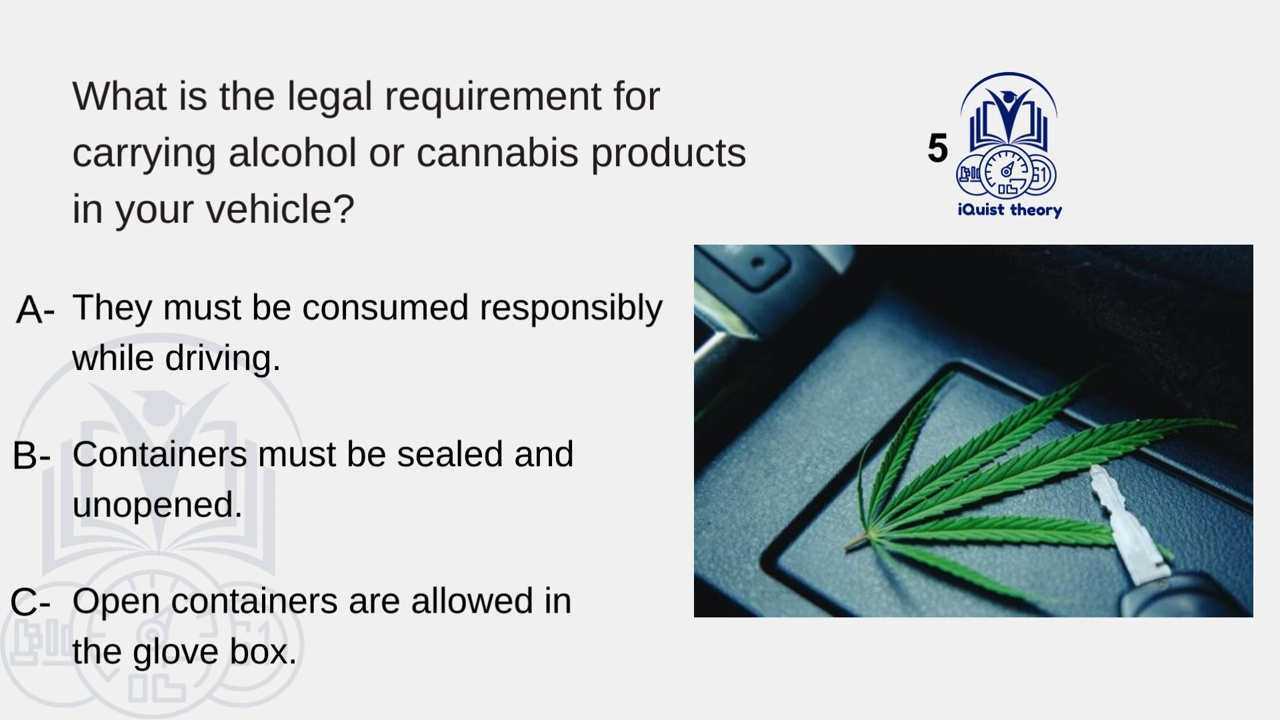 What is the legal requirement for
carrying alcohol or cannabis products
in your vehicle?
5
iQuist theory
A- They must be consumed responsibly
while driving.
B- Containers must be sealed and
unopened.
C- Open containers are allowed in
the glove box.